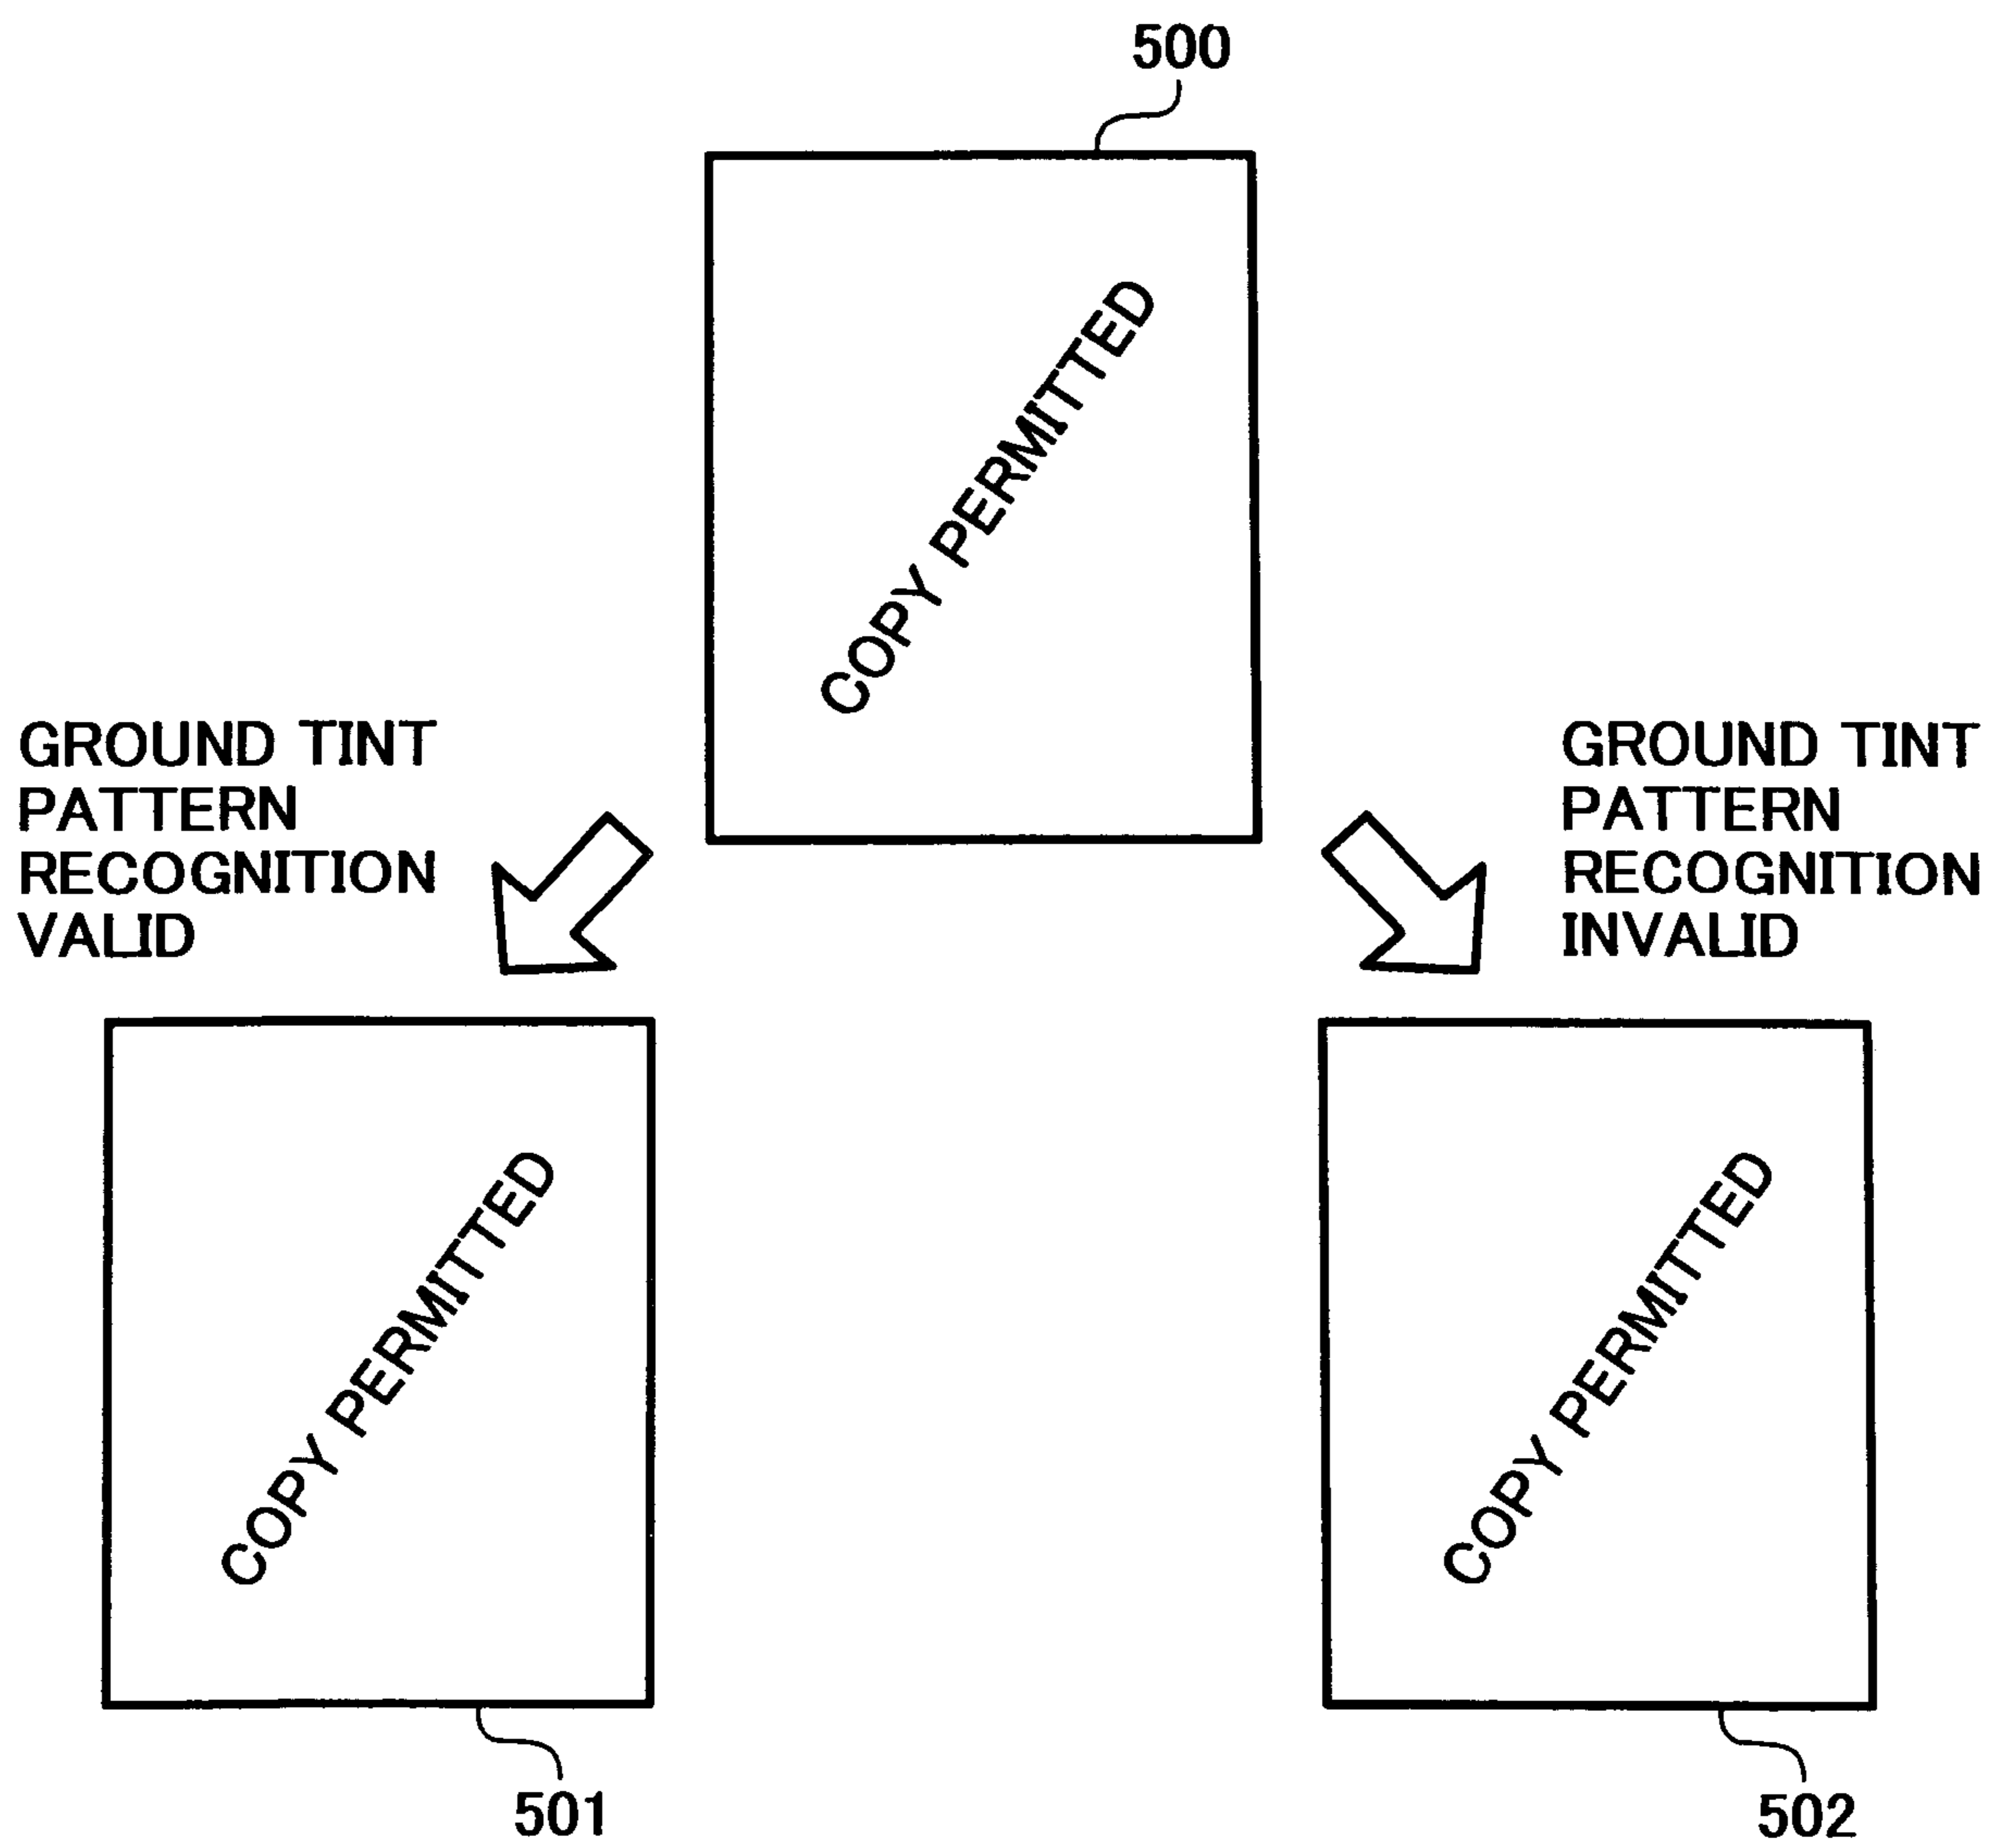 500
COPY PERMITTED
GROUND TINT
PATTERN
RECOGNITION
VALID
GROUND TINT
PATTERN
RECOGNITION
INVALID
COPY PERMITTED
COPY PERMITTED
501
502